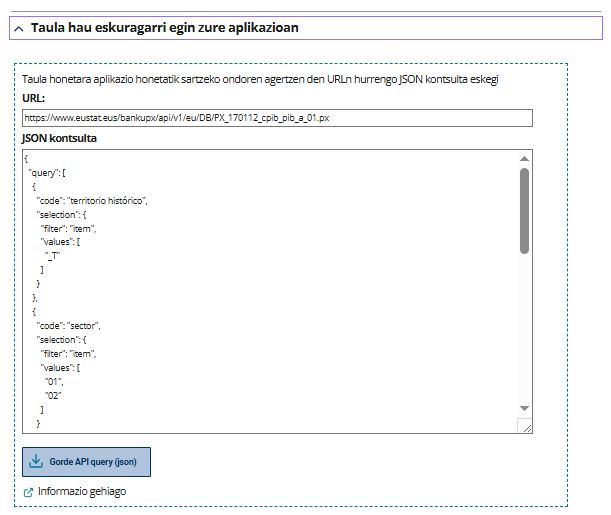 Taula hau eskuragarri egin zure aplikazioan
Taula honetara aplikazio honetatik sartzeko ondoren agertzen den URLn hurrengo JSON kontsulta eskegi
URL:
https://www.eustat.eus/bankupx/api/v1/eu/DB/PX_170112_cpib_pib_a_01.px
JSON kontsulta
{
"query": [
{
"code": "territorio histórico",
"selection": {
"filter": "item",
"values": [
"_T"
]
}
},
{
"code": "sector",
"selection": {
"filter": "item",
"values": [
"01",
"02"
]
}
Gorde API query (json)
Informazio gehiago